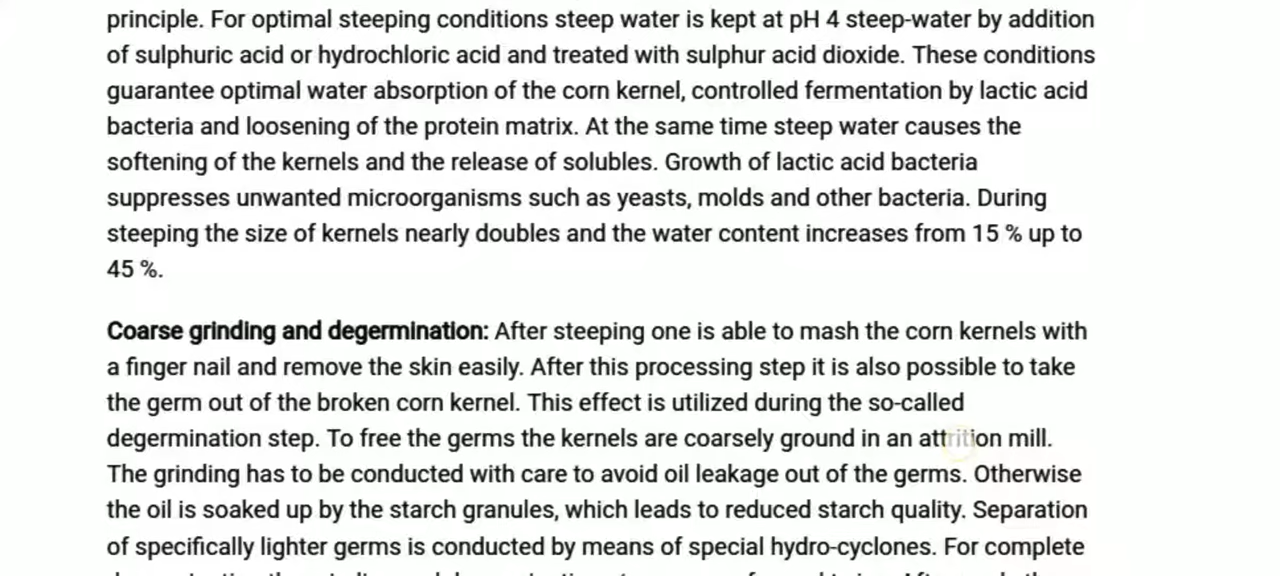 principle. For optimal steeping conditions steep water is kept at pH 4 steep-water by addition
of sulphuric acid or hydrochloric acid and treated with sulphur acid dioxide. These conditions
guarantee optimal water absorption of the corn kernel, controlled fermentation by lactic acid
bacteria and loosening of the protein matrix. At the same time steep water causes the
softening of the kernels and the release of solubles. Growth of lactic acid bacteria
suppresses unwanted microorganisms such as yeasts, molds and other bacteria. During
steeping the size of kernels nearly doubles and the water content increases from 15 % up to
45 %.
Coarse grinding and degermination: After steeping one is able to mash the corn kernels with
a finger nail and remove the skin easily. After this processing step it is also possible to take
the germ out of the broken corn kernel. This effect is utilized during the so-called
degermination step. To free the germs the kernels are coarsely ground in an attrition mill.
The grinding has to be conducted with care to avoid oil leakage out of the germs. Otherwise
the oil is soaked up by the starch granules, which leads to reduced starch quality. Separation
of specifically lighter germs is conducted by means of special hydro-cyclones. For complete